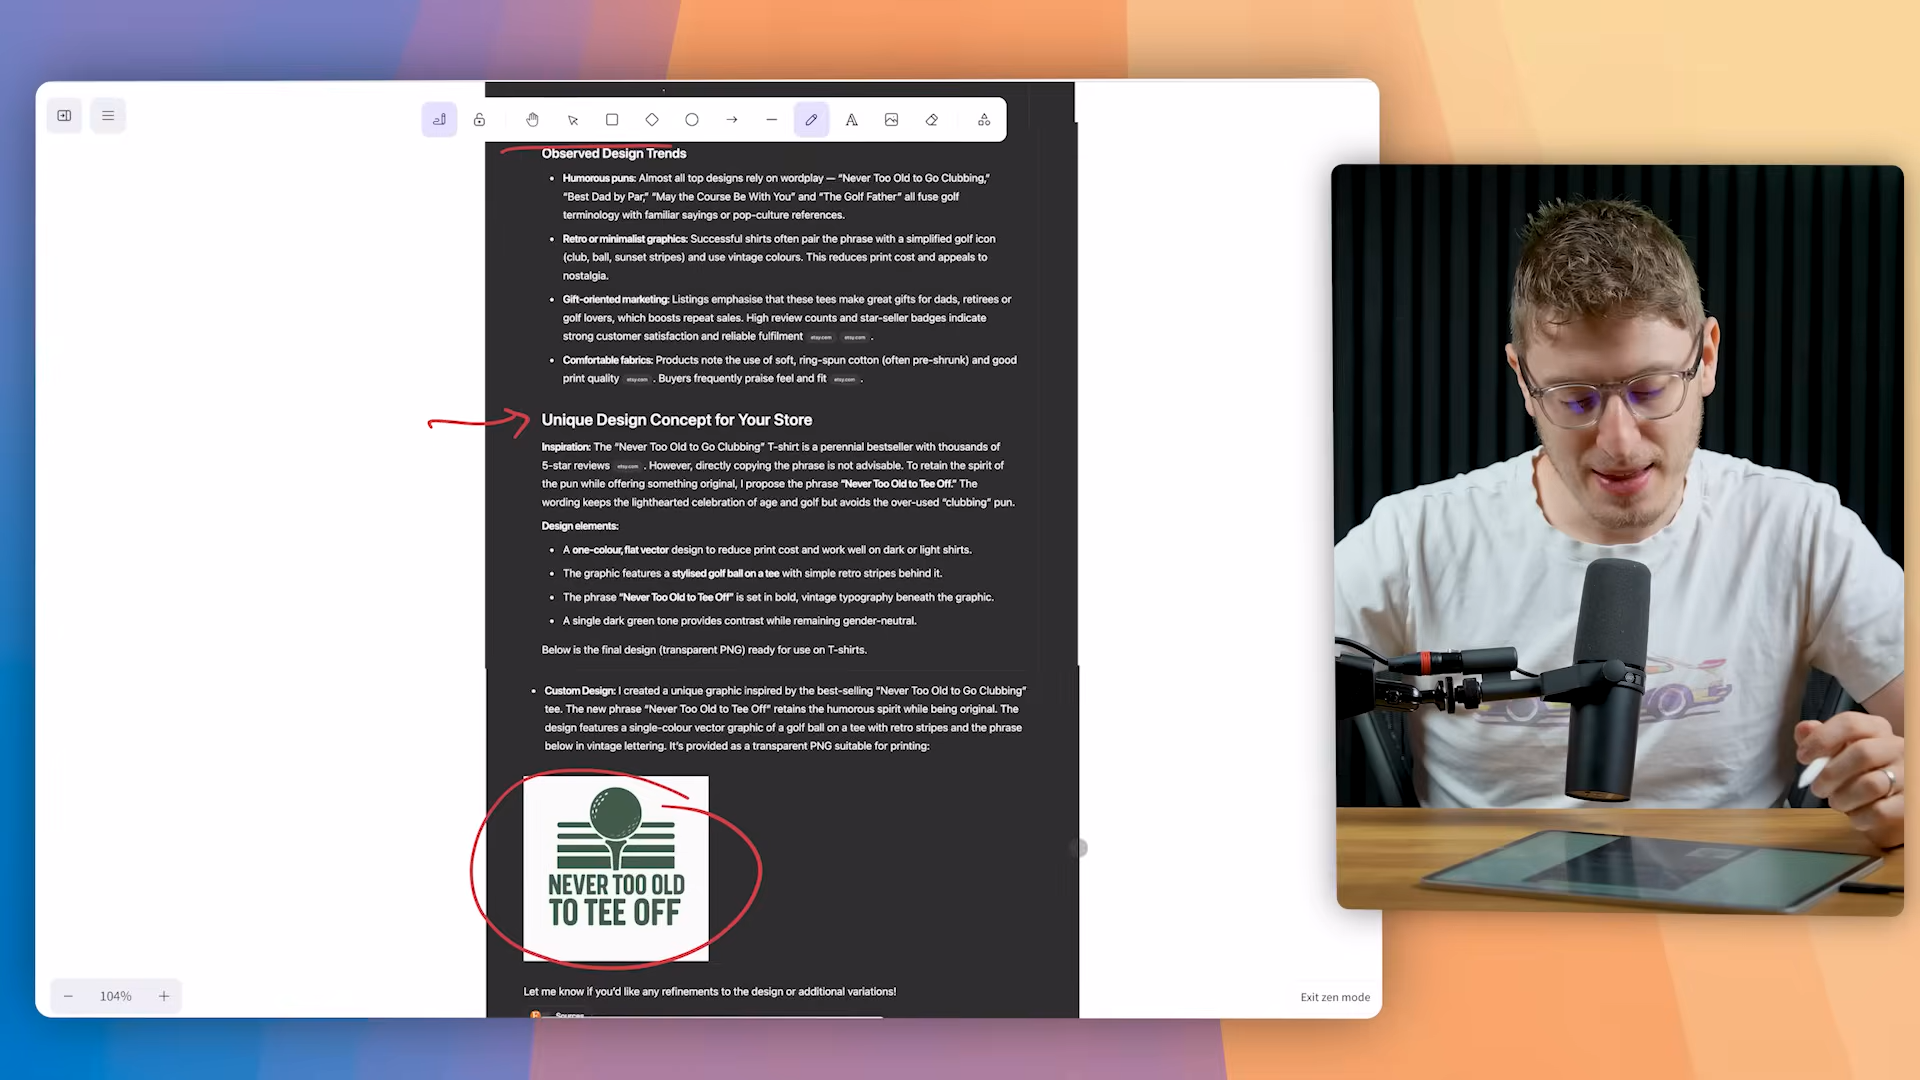 Observed Design Trends
• Humorous puns: Almost all top designs rely on wordplay — “Never Too Old to Go Clubbing,”
“Best Dad by Par,” “May the Course Be With You” and “The Golf Father” all fuse golf
terminology with familiar sayings or pop-culture references.
• Retro or minimalist graphics: Successful shirts often pair the phrase with a simplified golf icon
(club, ball, sunset stripes) and use vintage colours. This reduces print cost and appeals to
nostalgia.
• Gift-oriented marketing: Listings emphasise that these tees make great gifts for dads, retirees or
golf lovers, which boosts repeat sales. High review counts and star-seller badges indicate
strong customer satisfaction and reliable fulfilment etsy.com etsy.com .
• Comfortable fabrics: Products note the use of soft, ring-spun cotton (often pre-shrunk) and good
print quality etsy.com . Buyers frequently praise feel and fit etsy.com .
Unique Design Concept for Your Store
Inspiration: The “Never Too Old to Go Clubbing” T-shirt is a perennial bestseller with thousands of
5-star reviews etsy.com . However, directly copying the phrase is not advisable. To retain the spirit of
the pun while offering something original, I propose the phrase “Never Too Old to Tee Off.” The
wording keeps the lighthearted celebration of age and golf but avoids the over-used “clubbing” pun.
Design elements:
• A one-colour, flat vector design to reduce print cost and work well on dark or light shirts.
• The graphic features a stylised golf ball on a tee with simple retro stripes behind it.
• The phrase “Never Too Old to Tee Off” is set in bold, vintage typography beneath the graphic.
• A single dark green tone provides contrast while remaining gender-neutral.
Below is the final design (transparent PNG) ready for use on T-shirts.
• Custom Design: I created a unique graphic inspired by the best-selling “Never Too Old to Go Clubbing”
tee. The new phrase “Never Too Old to Tee Off” retains the humorous spirit while being original. The
design features a single-colour vector graphic of a golf ball on a tee with retro stripes and the phrase
below in vintage lettering. It’s provided as a transparent PNG suitable for printing:
NEVER TOO OLD
TO TEE OFF
Let me know if you’d like any refinements to the design or additional variations!
Sources
104%
Exit zen mode